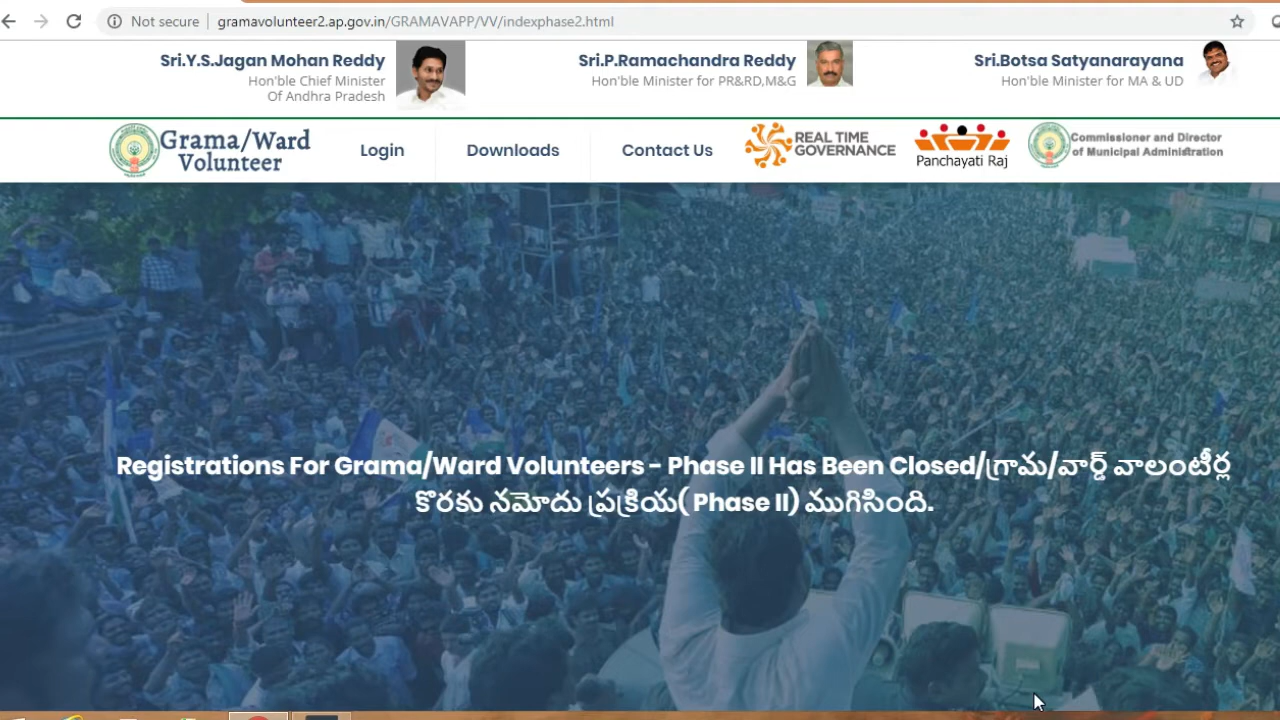 Not secure
gramavolunteer2.ap.gov.in/GRAMAVAPP/VV/indexphase2.html
Sri.Y.S.Jagan Mohan Reddy
Hon'ble Chief Minister
Of Andhra Pradesh
Sri.P.Ramachandra Reddy
Hon'ble Minister for PR&RD,M&G
Sri.Botsa Satyanarayana
Hon'ble Minister for MA & UD
Grama/Ward
Volunteer
Login
Downloads
Contact Us
REAL TIME
GOVERNANCE
Panchayati Raj
Commissioner and Director
of Municipal Administration
Registrations For Grama/Ward Volunteers - Phase II Has Been Closed/గ్రామ/వార్డ్ వాలంటీర్ల
కొరకు నమోదు ప్రక్రియ( Phase II) ముగిసింది.